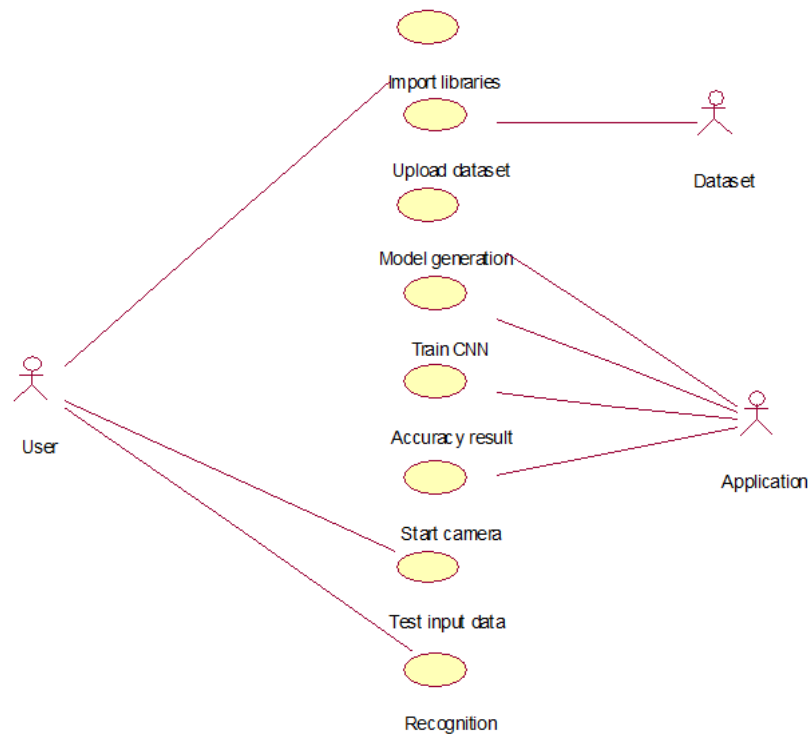 Import libraries
Upload dataset
Dataset
Model generation
Train CNN
User
Accuracy result
Application
Start camera
Test input data
Recognition